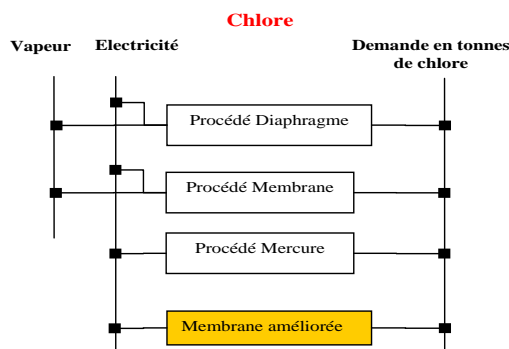 Chlore
Vapeur
Electricité
Demande en tonnes
de chlore
Procédé Diaphragme
Procédé Membrane
Procédé Mercure
Membrane améliorée